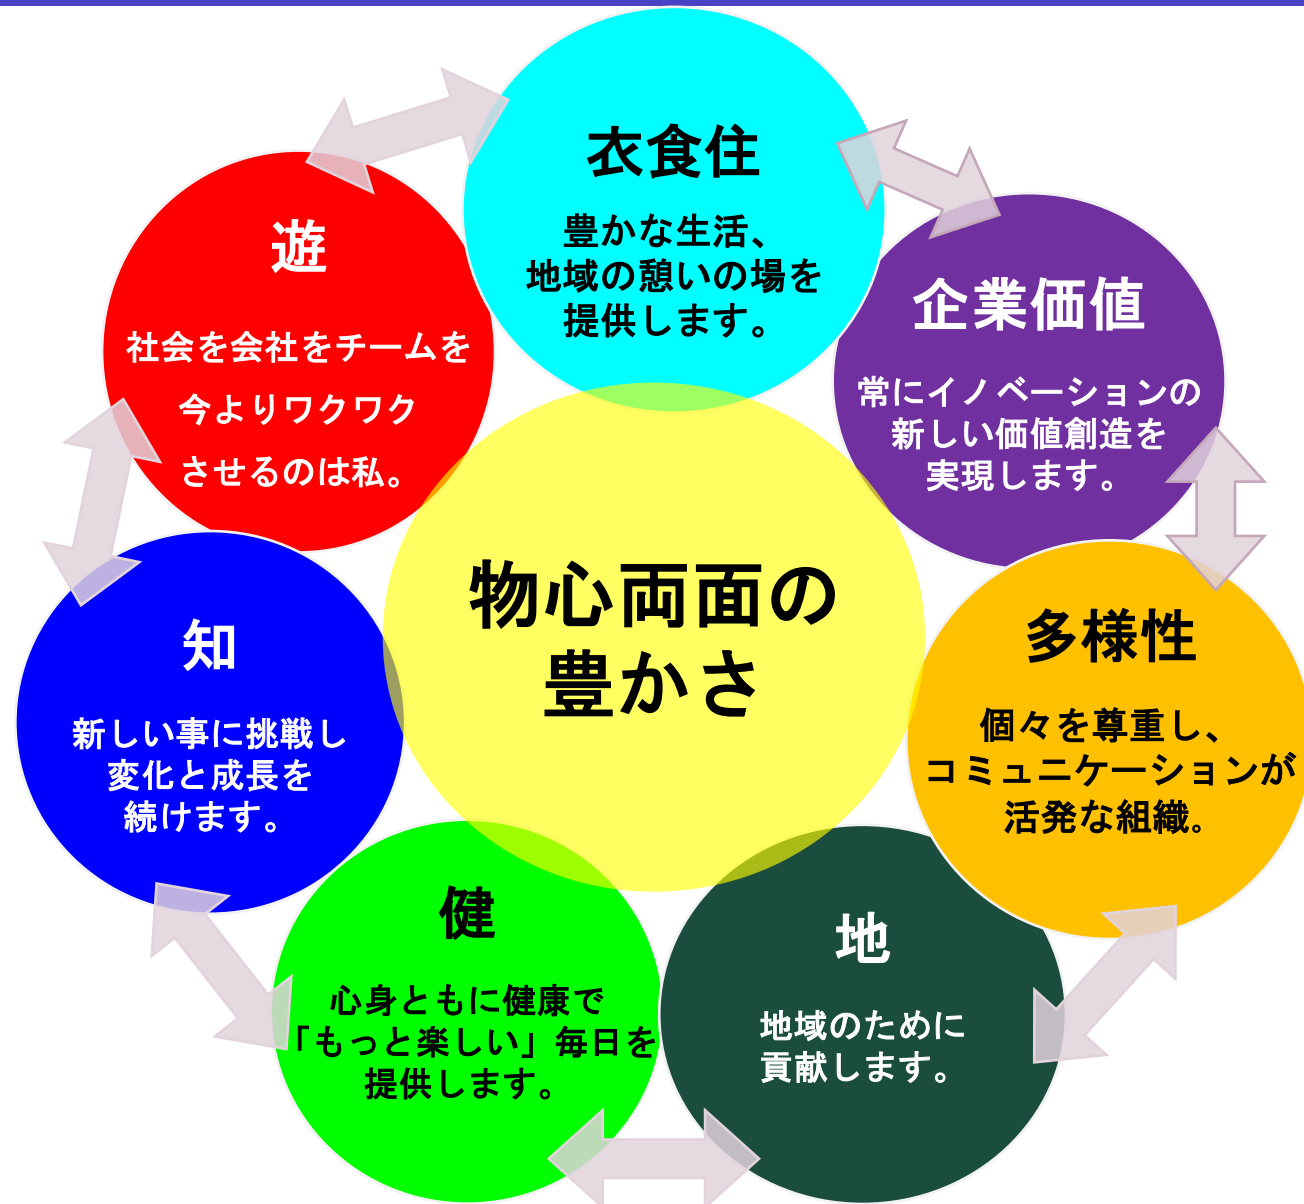 衣食住
豊かな生活、
地域の憩いの場を
提供します。
企業価値
常にイノベーションの
新しい価値創造を
実現します。
多様性
個々を尊重し、
コミュニケーションが
活発な組織。
地
地域のために
貢献します。
健
心身ともに健康で
「もっと楽しい」毎日を
提供します。
知
新しい事に挑戦し
変化と成長を
続けます。
遊
社会を会社をチームを
今よりワクワク
させるのは私。
物心両面の
豊かさ